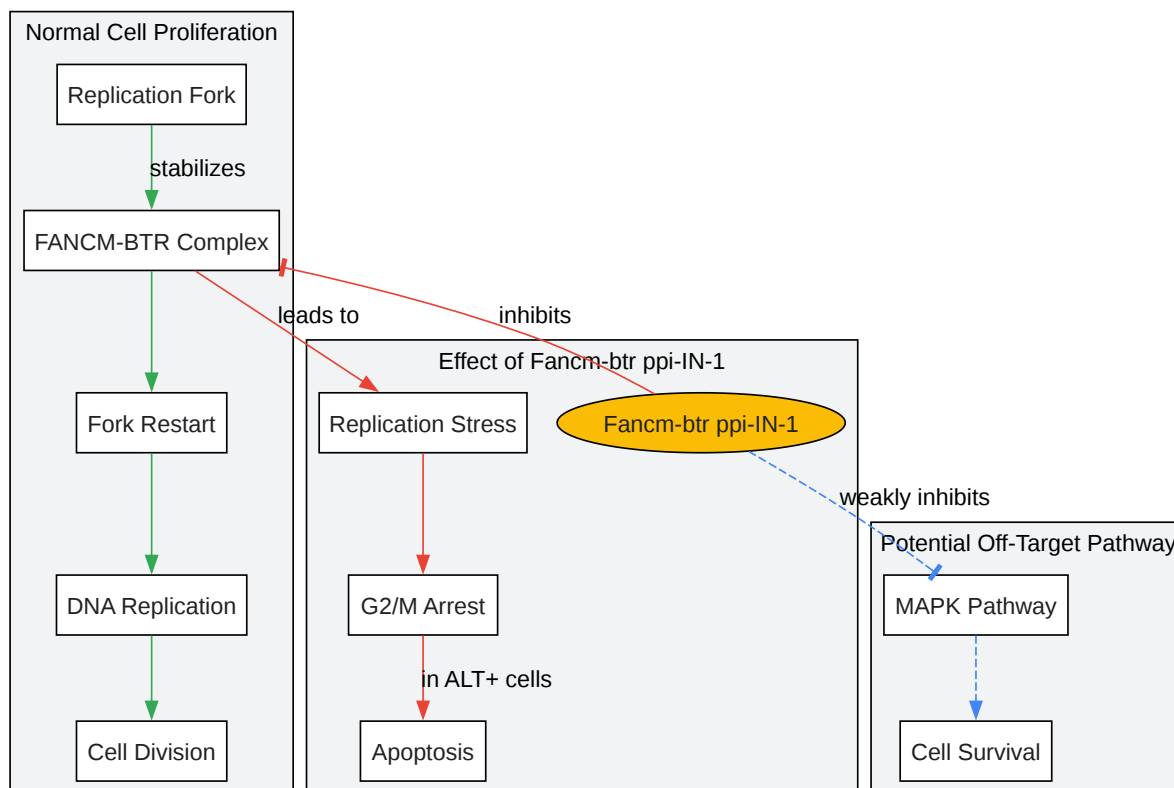 Normal Cell Proliferation
Replication Fork
stabilizes
FANCM-BTR Complex
leads to
inhibits
Effect of Fancm-btr ppi-IN-1
Fork Restart
Replication Stress
Fancm-btr ppi-IN-1
weakly inhibits
Potential Off-Target Pathway
DNA Replication
G2/M Arrest
MAPK Pathway
in ALT+ cells
Cell Division
Apoptosis
Cell Survival